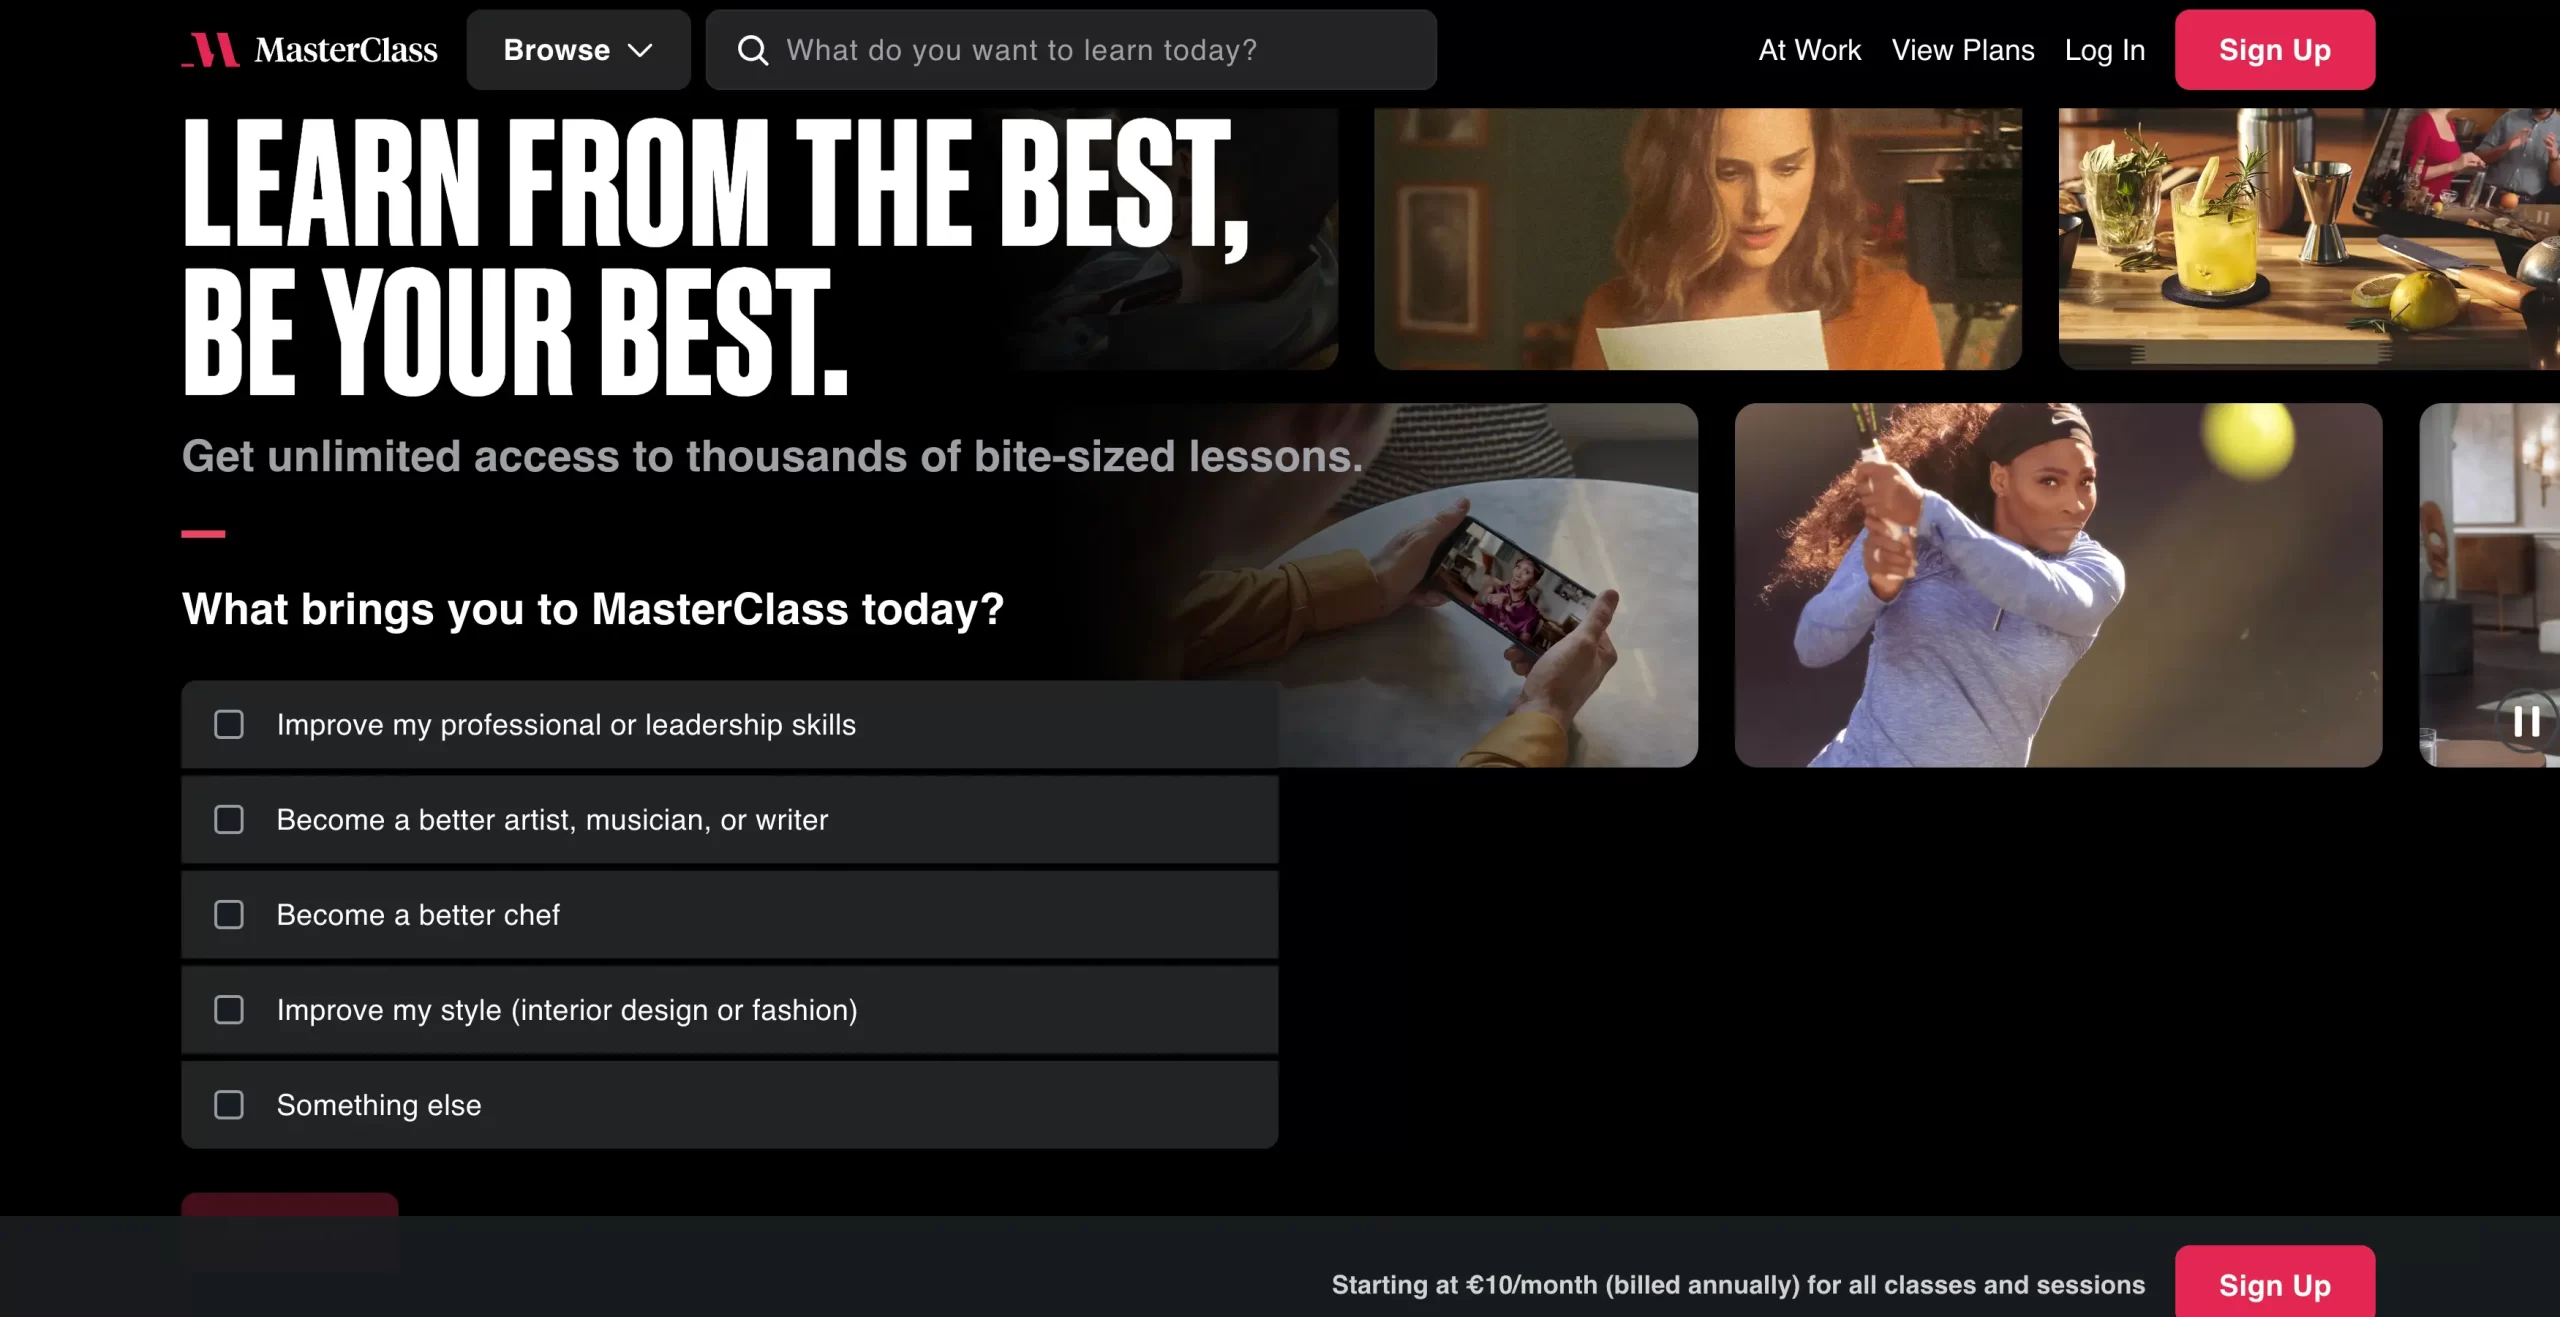 MasterClass
Browse
What do you want to learn today?
At Work
View Plans
Log In
Sign Up
LEARN FROM THE BEST,
BE YOUR BEST.
Get unlimited access to thousands of bite-sized lessons.
What brings you to MasterClass today?
Improve my professional or leadership skills
Become a better artist, musician, or writer
Become a better chef
Improve my style (interior design or fashion)
Something else
Starting at €10/month (billed annually) for all classes and sessions
Sign Up